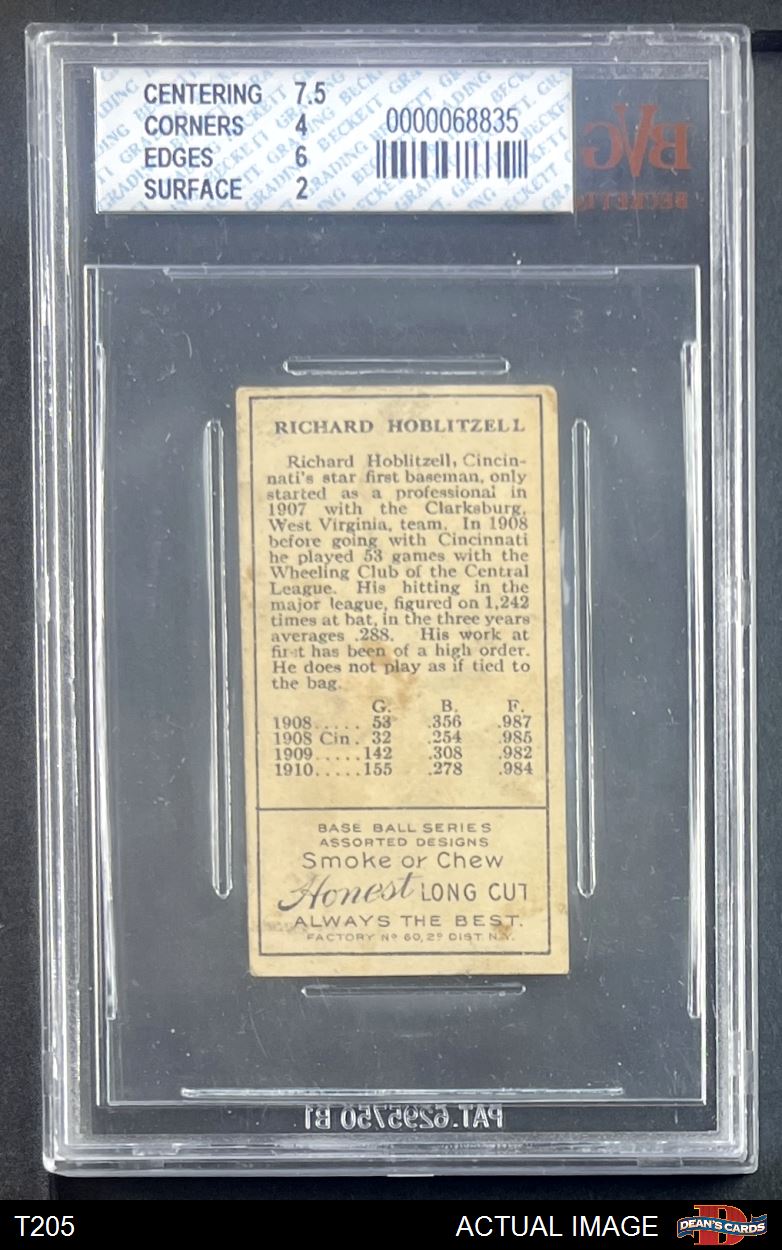 CENTERING 7.5
CORNERS 4
EDGES 6
SURFACE 2
0000068835
BVG
BECKETT
RICHARD HOBLITZELL
Richard Hoblitzell, Cincin-
nati's star first baseman, only
started as a professional in
1907 with the Clarksburg,
West Virginia, team. In 1908
before going with Cincinnati
he played 53 games with the
Wheeling Club of the Central
League. His hitting in the
major league, figured on 1,242
times at bat, in the three years
averages .288. His work at
first has been of a high order.
He does not play as if tied to
the bag.
G. B. F.
1908..... 53 .356 .987
1908 Cin. 32 .254 .985
1909.....142 .308 .982
1910.....155 .278 .984
BASE BALL SERIES
ASSORTED DESIGNS
Smoke or Chew
Honest LONG CUT
ALWAYS THE BEST.
FACTORY Nº 60, 2ᴰ DIST. N.Y.
PAT.6295750 B1
T205
ACTUAL IMAGE
DEAN'S CARDS